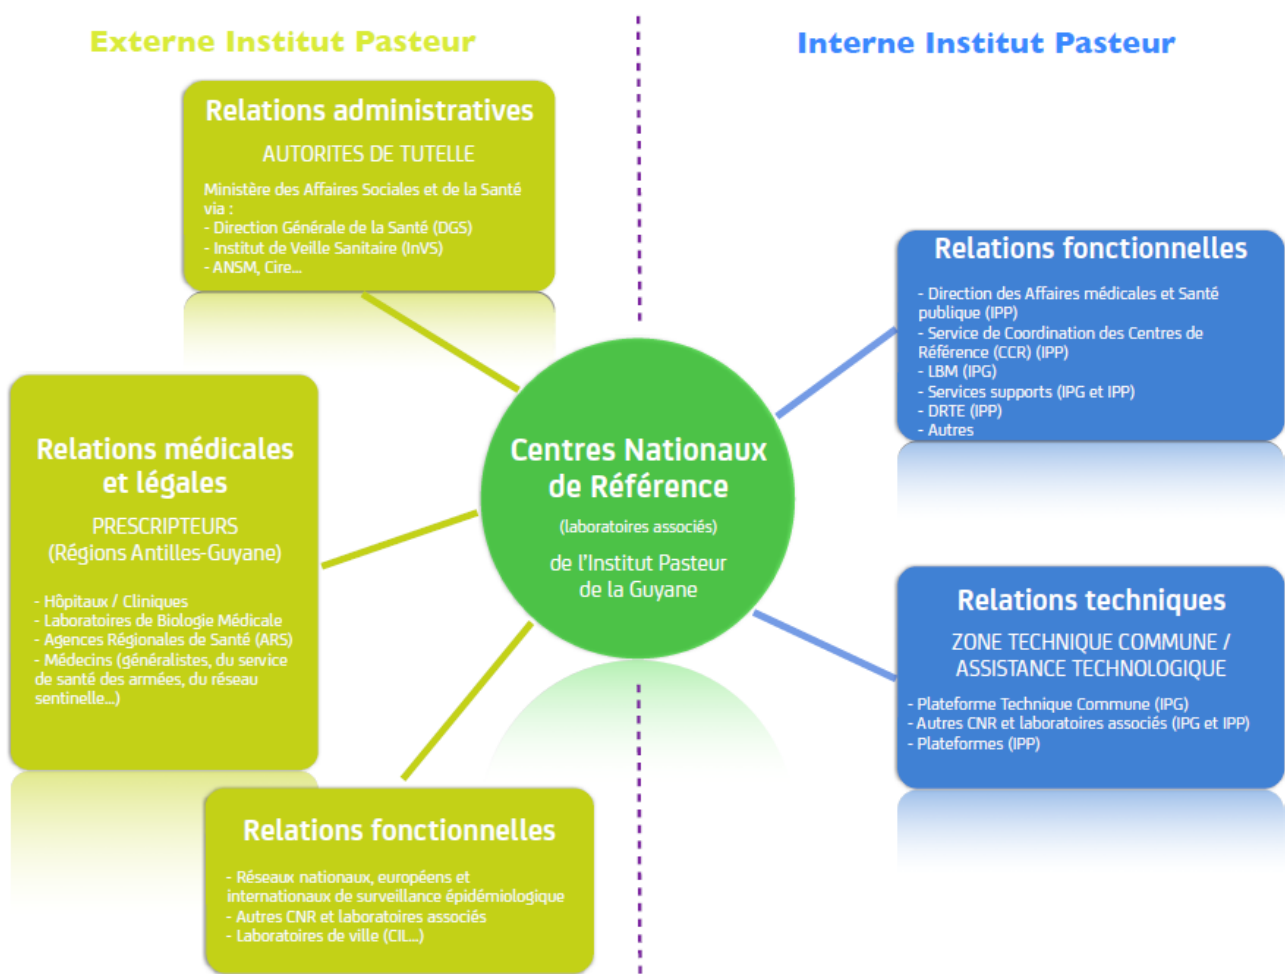 Externe Institut Pasteur
Interne Institut Pasteur
Relations administratives
AUTORITES DE TUTELLE
Ministère des Affaires Sociales et de la Santé
via :
- Direction Générale de la Santé (DGS)
- Institut de Veille Sanitaire (InVS)
- ANSM, Cire...
Relations médicales
et légales
PRESCRIPTEURS
(Régions Antilles-Guyane)
- Hôpitaux / Cliniques
- Laboratoires de Biologie Médicale
- Agences Régionales de Santé (ARS)
- Médecins (généralistes, du service
de santé des armées, du réseau
sentinelle...)
Relations fonctionnelles
- Réseaux nationaux, européens et
internationaux de surveillance épidémiologique
- Autres CNR et laboratoires associés
- Laboratoires de ville (CIL...)
Centres Nationaux
de Référence
(laboratoires associés)
de l'Institut Pasteur
de la Guyane
Relations fonctionnelles
- Direction des Affaires médicales et Santé
publique (IPP)
- Service de Coordination des Centres de
Référence (CCR) (IPP)
- LBM (IPG)
- Services supports (IPG et IPP)
- DRTE (IPP)
- Autres
Relations techniques
ZONE TECHNIQUE COMMUNE /
ASSISTANCE TECHNOLOGIQUE
- Plateforme Technique Commune (IPG)
- Autres CNR et laboratoires associés (IPG et IPP)
- Plateformes (IPP)